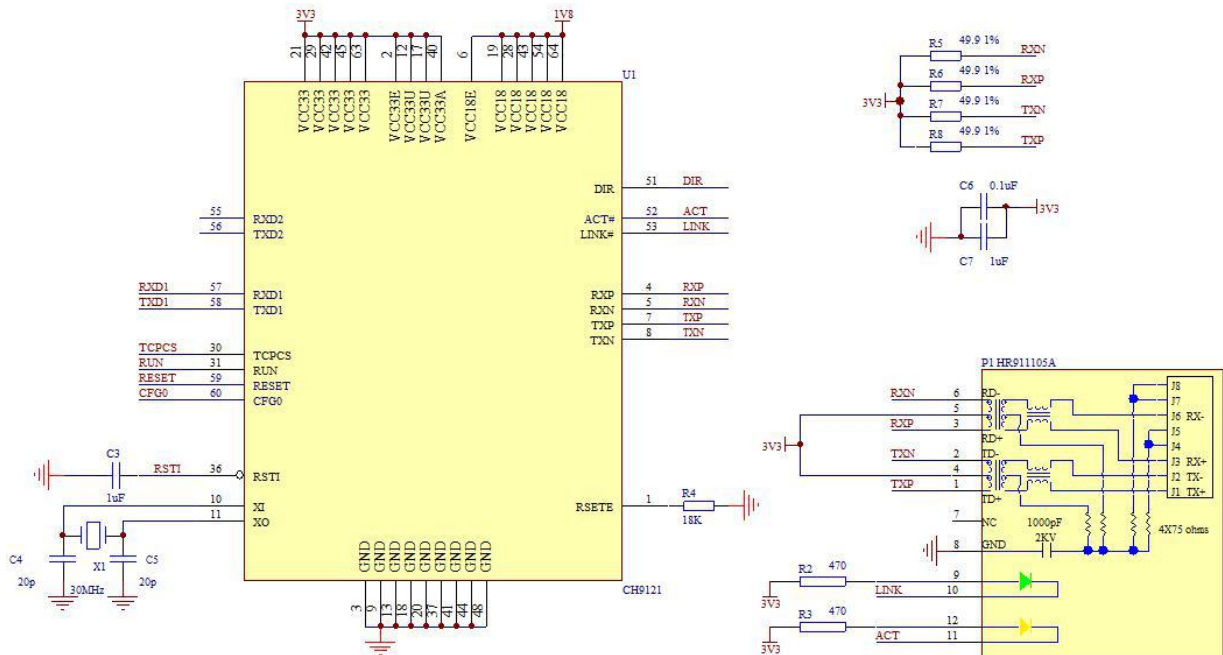 3V3
1V8
21 29 42 45 63 2 12 17 40 6 19 28 43 54 64
VCC33 VCC33 VCC33 VCC33 VCC33 VCC33E VCC33U VCC33U VCC33A VCC18E VCC18 VCC18 VCC18 VCC18 VCC18
U1
DIR 51 DIR
55 RXD2
56 TXD2
ACT# 52 ACT
LINK# 53 LINK
RXD1 57 RXD1
TXD1 58 TXD1
RXP 4 RXP
RXN 5 RXN
TXP 7 TXP
TXN 8 TXN
TCPCS 30 TCPCS
RUN 31 RUN
RESET 59 RESET
CFG0 60 CFG0
C3
1uF
RSTI 36 RSTI
10 XI
11 XO
C4
20p
X1
30MHz
C5
20p
RSETE 1
R4
18K
GND GND GND GND GND GND GND GND GND
3 9 13 18 20 37 41 44 48
CH9121
R5 49.9 1% RXN
R6 49.9 1% RXP
3V3
R7 49.9 1% TXN
R8 49.9 1% TXP
C6 0.1uF
3V3
C7 1uF
P1 HR911105A
RXN 6 RD-
5
RXP 3 RD+
3V3
TXN 2 TD-
4
TXP 1 TD+
7 NC
8 GND
1000pF
2KV
4X75 ohms
J8
J7
J6 RX-
J5
J4
J3 RX+
J2 TX-
J1 TX+
R2 470 9
3V3 LINK 10
R3 470 12
3V3 ACT 11